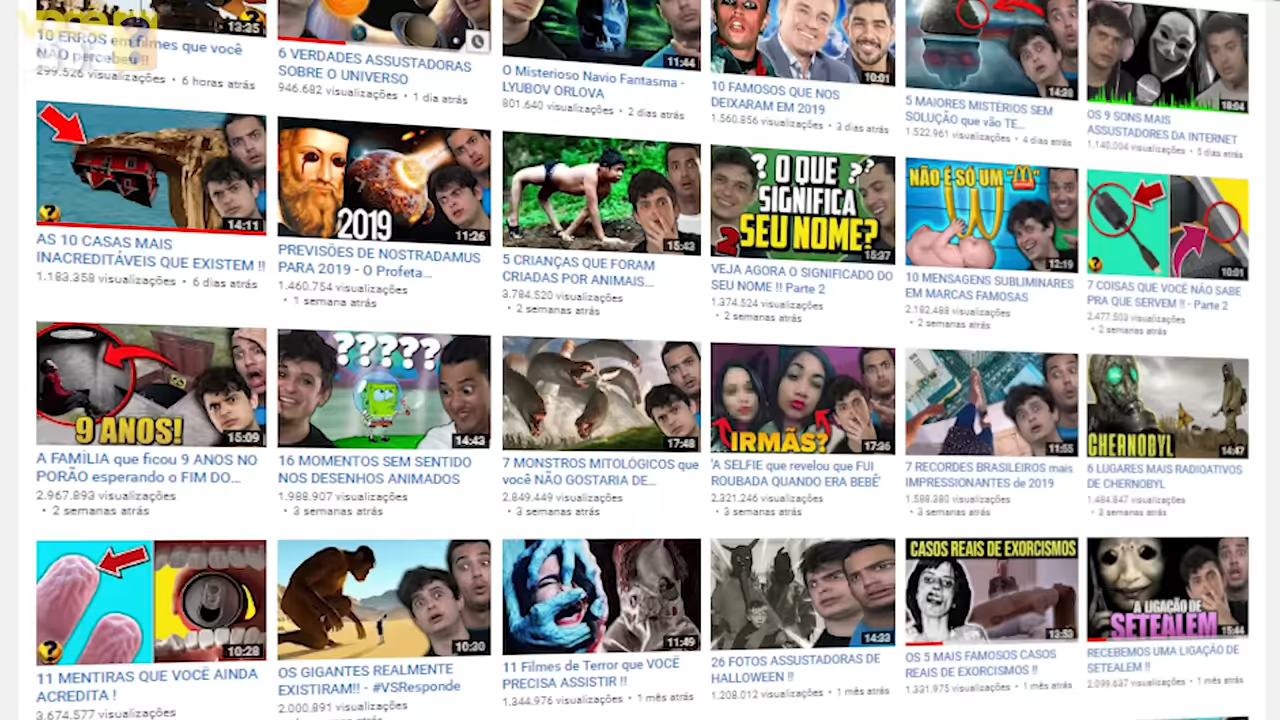 13:35
10 ERROS em filmes que você
NÃO percebeu !!
299.526 visualizações • 6 horas atrás
6 VERDADES ASSUSTADORAS
SOBRE O UNIVERSO
946.682 visualizações • 1 dia atrás
11:44
O Misterioso Navio Fantasma -
LYUBOV ORLOVA
801.640 visualizações • 2 dias atrás
10:01
10 FAMOSOS QUE NOS
DEIXARAM EM 2019
1.560.856 visualizações • 3 dias atrás
14:28
5 MAIORES MISTÉRIOS SEM
SOLUÇÃO que vão TE...
1.522.961 visualizações • 4 dias atrás
18:04
OS 9 SONS MAIS
ASSUSTADORES DA INTERNET
1.140.004 visualizações • 5 dias atrás
14:11
AS 10 CASAS MAIS
INACREDITÁVEIS QUE EXISTEM !!
1.183.358 visualizações • 6 dias atrás
2019
11:26
PREVISÕES DE NOSTRADAMUS
PARA 2019 - O Profeta...
1.460.754 visualizações
• 1 semana atrás
15:43
5 CRIANÇAS QUE FORAM
CRIADAS POR ANIMAIS...
3.784.520 visualizações
• 2 semanas atrás
? O QUE ??
SIGNIFICA
SEU NOME?
2
15:37
VEJA AGORA O SIGNIFICADO DO
SEU NOME !! Parte 2
1.374.524 visualizações
• 2 semanas atrás
NÃO É SÓ UM "M"
12:19
10 MENSAGENS SUBLIMINARES
EM MARCAS FAMOSAS
2.182.488 visualizações
• 2 semanas atrás
?
10:01
7 COISAS QUE VOCÊ NÃO SABE
PRA QUE SERVEM !! - Parte 2
2.477.503 visualizações
• 2 semanas atrás
9 ANOS!
15:09
A FAMÍLIA que ficou 9 ANOS NO
PORÃO esperando o FIM DO...
2.967.893 visualizações
• 2 semanas atrás
?????
14:43
16 MOMENTOS SEM SENTIDO
NOS DESENHOS ANIMADOS
1.988.907 visualizações
• 3 semanas atrás
17:48
7 MONSTROS MITOLÓGICOS que
você NÃO GOSTARIA DE...
2.849.449 visualizações
• 3 semanas atrás
IRMÃS?
17:36
'A SELFIE que revelou que FUI
ROUBADA QUANDO ERA BEBÊ'
2.321.246 visualizações
• 3 semanas atrás
11:55
7 RECORDES BRASILEIROS mais
IMPRESSIONANTES de 2019
1.588.380 visualizações
• 3 semanas atrás
CHERNOBYL
14:47
6 LUGARES MAIS RADIOATIVOS
DE CHERNOBYL
1.484.847 visualizações
• 3 semanas atrás
?
10:28
11 MENTIRAS QUE VOCÊ AINDA
ACREDITA !
3.674.577 visualizações
10:30
OS GIGANTES REALMENTE
EXISTIRAM!! - #VSResponde
2.000.891 visualizações
11:49
11 Filmes de Terror que VOCÊ
PRECISA ASSISTIR !!
1.344.976 visualizações • 1 mês atrás
14:33
26 FOTOS ASSUSTADORAS DE
HALLOWEEN !!
1.208.012 visualizações • 1 mês atrás
CASOS REAIS DE EXORCISMOS
13:53
OS 5 MAIS FAMOSOS CASOS
REAIS DE EXORCISMOS !!
1.331.975 visualizações • 1 mês atrás
A LIGAÇÃO DE
SETEALEM
15:44
RECEBEMOS UMA LIGAÇÃO DE
SETEALEM !!
2.099.637 visualizações • 1 mês atrás